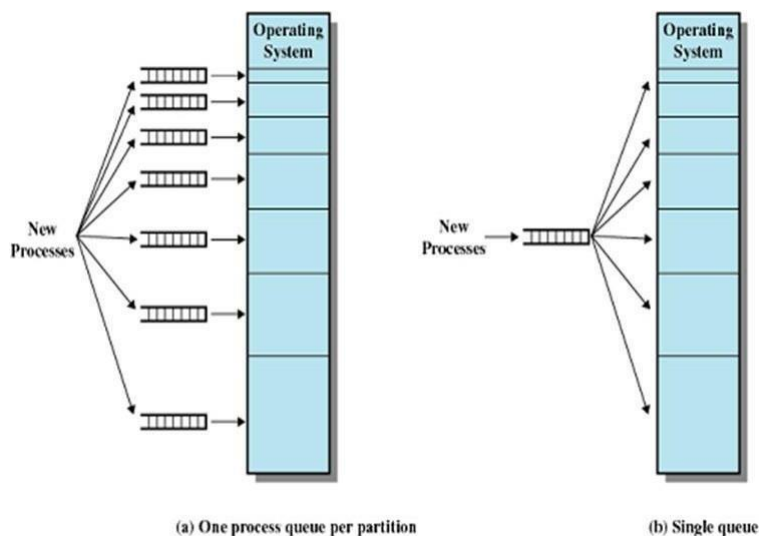 Operating
System
New
Processes
(a) One process queue per partition
Operating
System
New
Processes
(b) Single queue